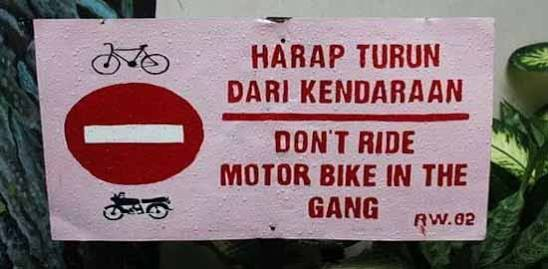 HARAP TURUN
DARI KENDARAAN
DON'T RIDE
MOTOR BIKE IN THE
GANG
RW.02